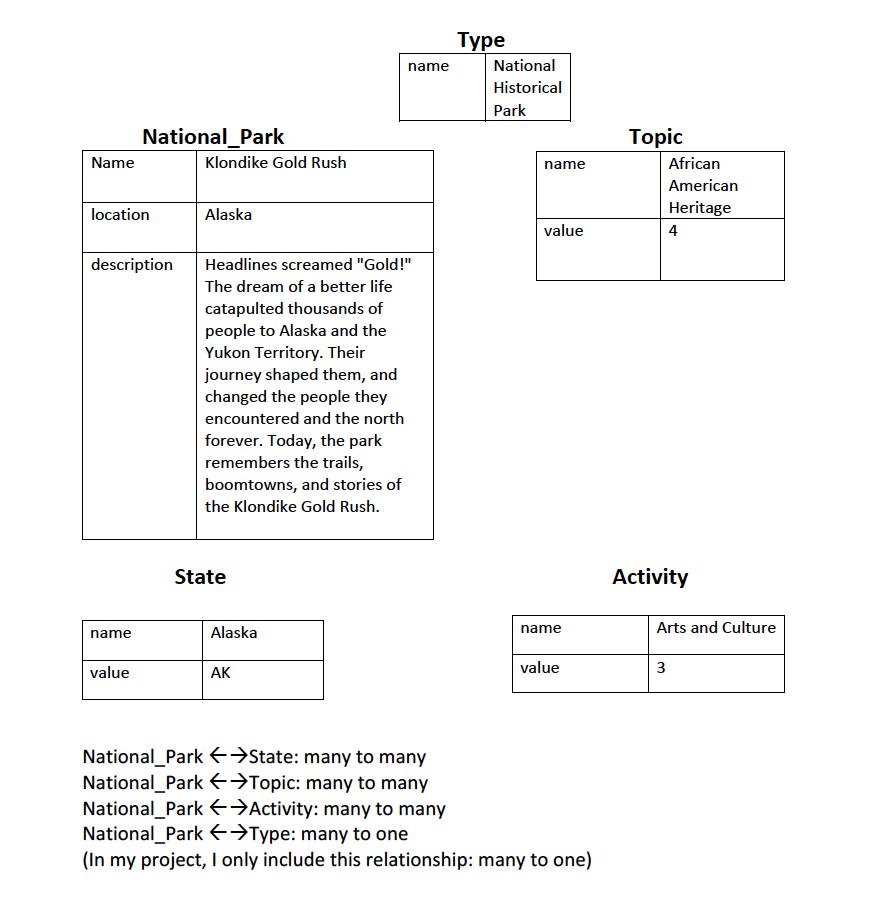 Type
name National
Historical
Park
National_Park
Name Klondike Gold Rush
location Alaska
description Headlines screamed "Gold!"
The dream of a better life
catapulted thousands of
people to Alaska and the
Yukon Territory. Their
journey shaped them, and
changed the people they
encountered and the north
forever. Today, the park
remembers the trails,
boomtowns, and stories of
the Klondike Gold Rush.
Topic
name African
American
Heritage
value 4
State
name Alaska
value AK
Activity
name Arts and Culture
value 3
National_Park ←→State: many to many
National_Park ←→Topic: many to many
National_Park ←→Activity: many to many
National_Park ←→Type: many to one
(In my project, I only include this relationship: many to one)